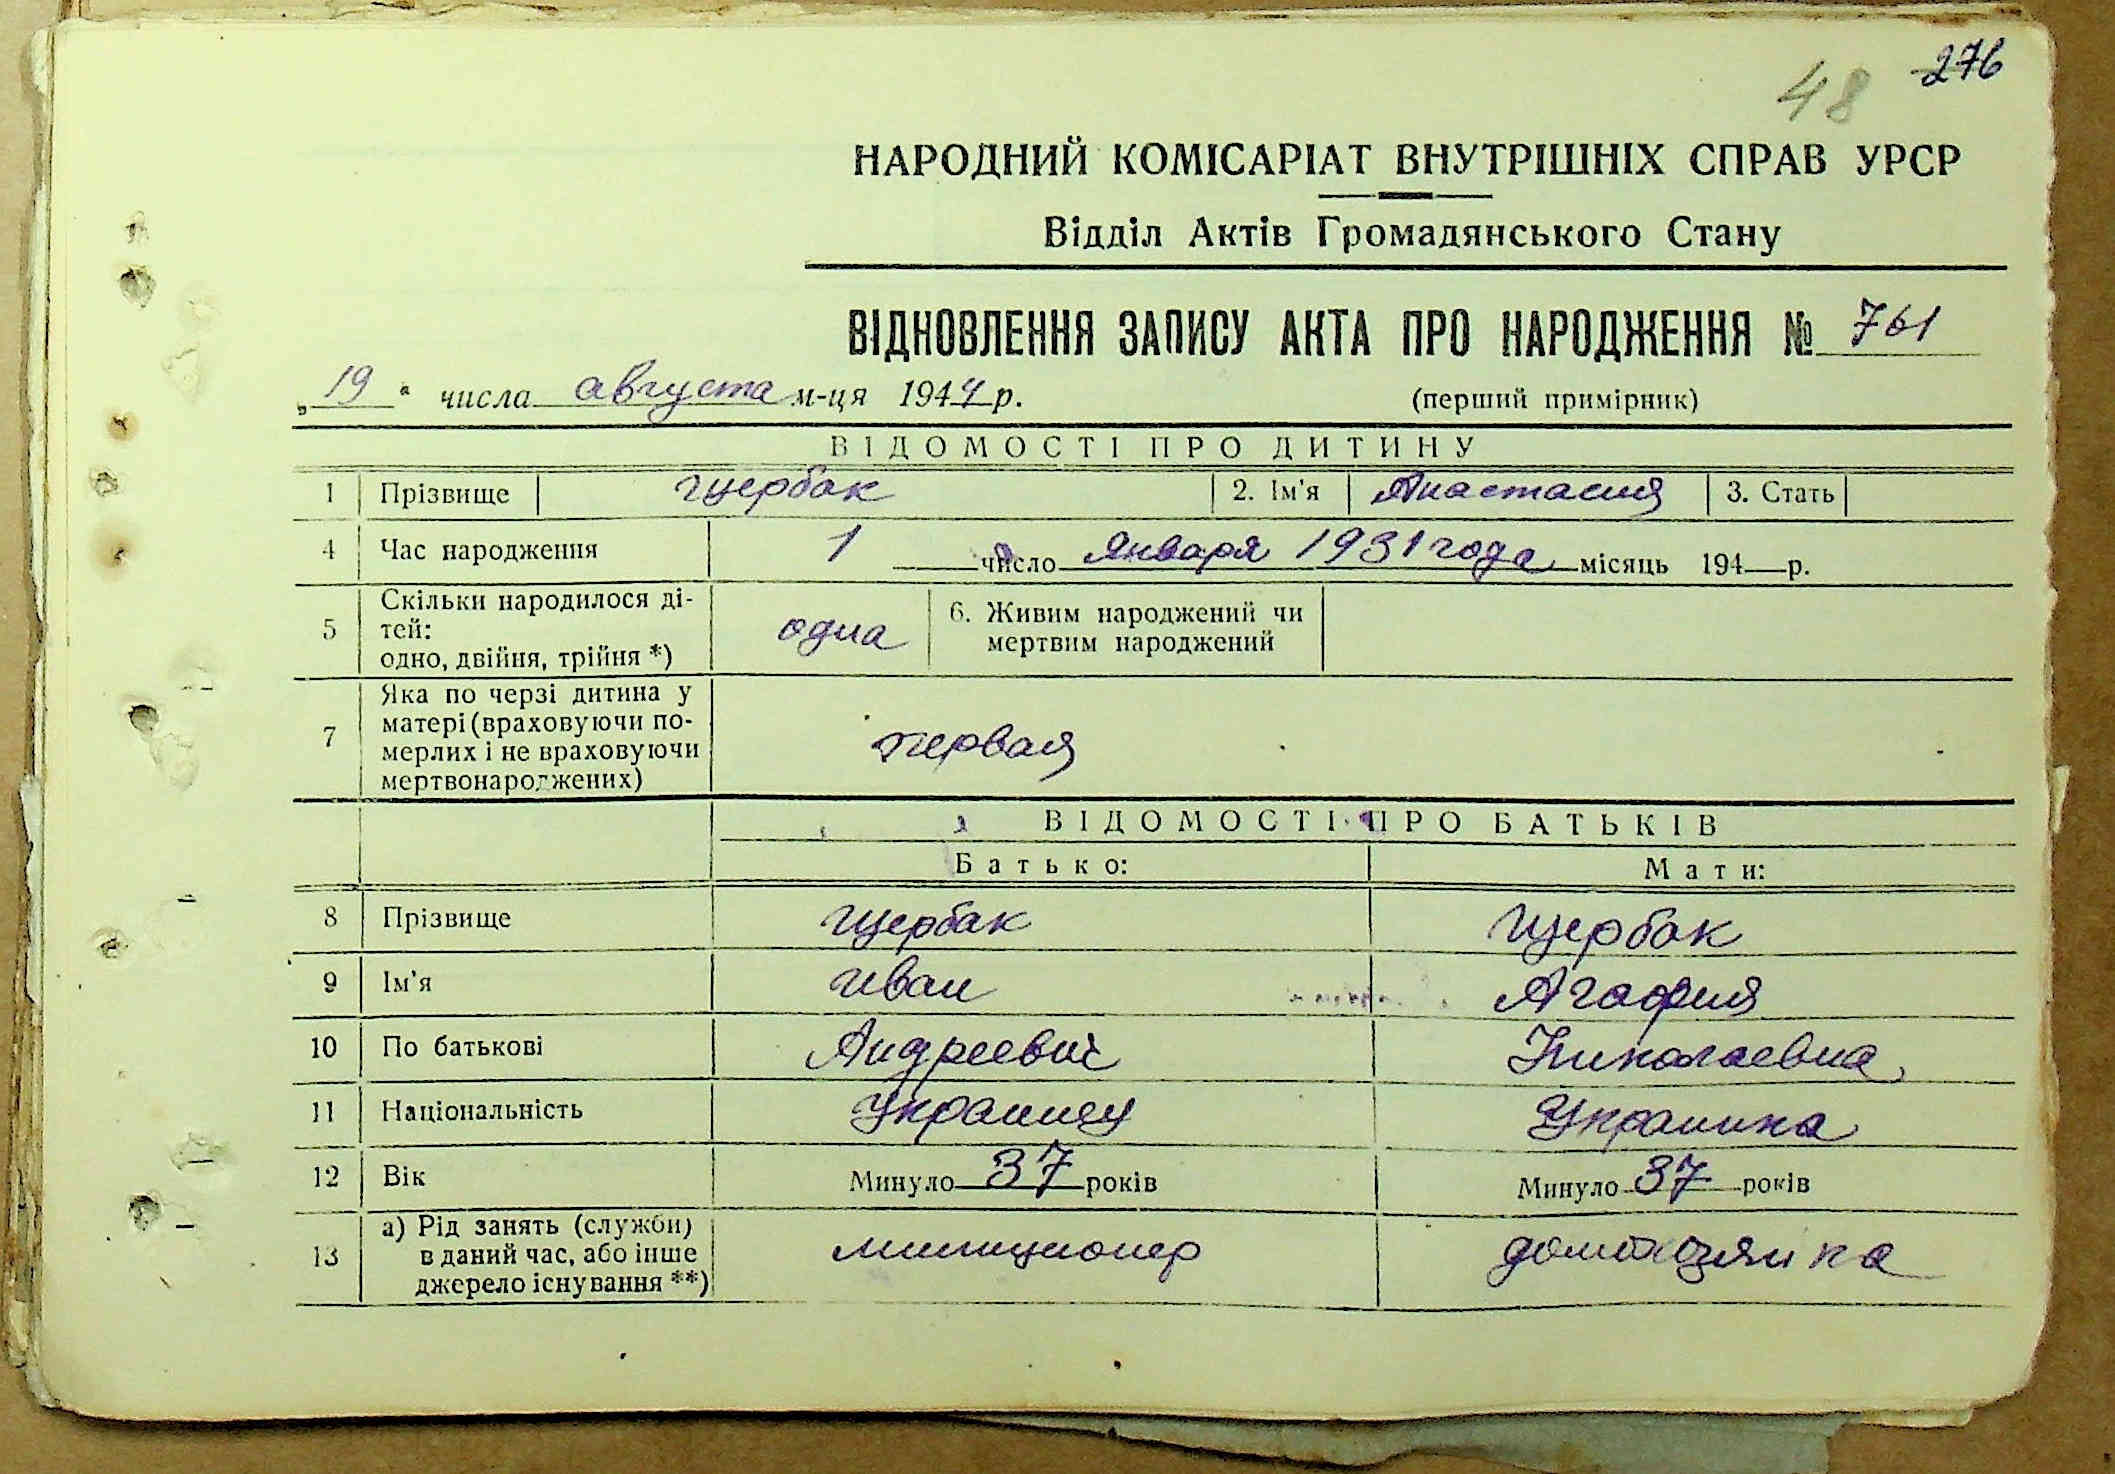 276
48
НАРОДНИЙ КОМІСАРІАТ ВНУТРІШНІХ СПРАВ УРСР
Відділ Актів Громадянського Стану
ВІДНОВЛЕННЯ ЗАПИСУ АКТА ПРО НАРОДЖЕННЯ № 761
„19“ числа августа м-ця 1944 р. (перший примірник)
ВІДОМОСТІ ПРО ДИТИНУ
1 Прізвище Щербак 2. Ім'я Анастасия 3. Стать
4 Час народження 1 число Января 1931 года місяць 194 р.
5 Скільки народилося ді-
тей:
одно, двійня, трійня *) одна 6. Живим народжений чи
мертвим народжений
7 Яка по черзі дитина у
матері (враховуючи по-
мерлих і не враховуючи
мертвонароджених) первая
ВІДОМОСТІ ПРО БАТЬКІВ
Батько: Мати:
8 Прізвище Щербак Щербак
9 Ім'я Иван Агафия
10 По батькові Андреевич Николаевна
11 Національність Украинец Украинка
12 Вік Минуло 37 років Минуло 37 років
13 а) Рід занять (служби)
в даний час, або інше
джерело існування **) милиционер домохозяйка